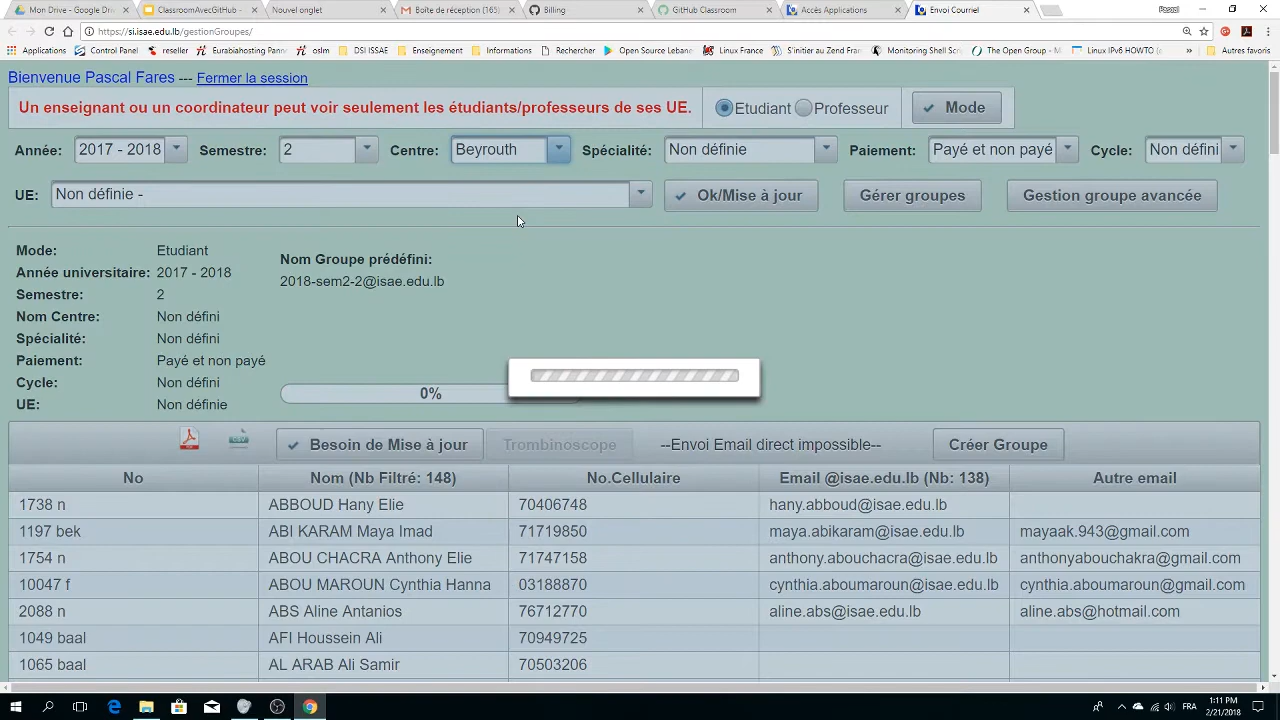 Mon Drive - Google Driv
ClassroomAvecGitHub -
Nouvel onglet
Boîte de réception (165
Billing
GitHub Classroom
Accès Applications
Envoi Courriel
https://si.isae.edu.lb/gestionGroupes/
Applications
Control Panel
reseller
Eurabiahosting Panne
oslm
DSI ISSAE
Enseignement
Informations
Rechercher
Open Source Leban
Linux France
S'initier au Zend Fram
Monitoring Shell Scri
The Open Group - M
Linux IPv6 HOWTO (e
Autres favoris
Bienvenue Pascal Fares --- Fermer la session
Un enseignant ou un coordinateur peut voir seulement les étudiants/professeurs de ses UE.
Etudiant
Professeur
Mode
Année: 2017 - 2018 Semestre: 2 Centre: Beyrouth Spécialité: Non définie Paiement: Payé et non payé Cycle: Non défini
UE: Non définie - Ok/Mise à jour Gérer groupes Gestion groupe avancée
Mode: Etudiant
Année universitaire: 2017 - 2018
Semestre: 2
Nom Centre: Non défini
Spécialité: Non défini
Paiement: Payé et non payé
Cycle: Non défini
UE: Non définie
Nom Groupe prédéfini:
2018-sem2-2@isae.edu.lb
0%
Besoin de Mise à jour Trombinoscope --Envoi Email direct impossible-- Créer Groupe
No Nom (Nb Filtré: 148) No.Cellulaire Email @isae.edu.lb (Nb: 138) Autre email
1738 n ABBOUD Hany Elie 70406748 hany.abboud@isae.edu.lb
1197 bek ABI KARAM Maya Imad 71719850 maya.abikaram@isae.edu.lb mayaak.943@gmail.com
1754 n ABOU CHACRA Anthony Elie 71747158 anthony.abouchacra@isae.edu.lb anthonyabouchakra@gmail.com
10047 f ABOU MAROUN Cynthia Hanna 03188870 cynthia.aboumaroun@isae.edu.lb cynthia.aboumaroun@gmail.com
2088 n ABS Aline Antanios 76712770 aline.abs@isae.edu.lb aline.abs@hotmail.com
1049 baal AFI Houssein Ali 70949725
1065 baal AL ARAB Ali Samir 70503206
FRA
1:11 PM
2/21/2018